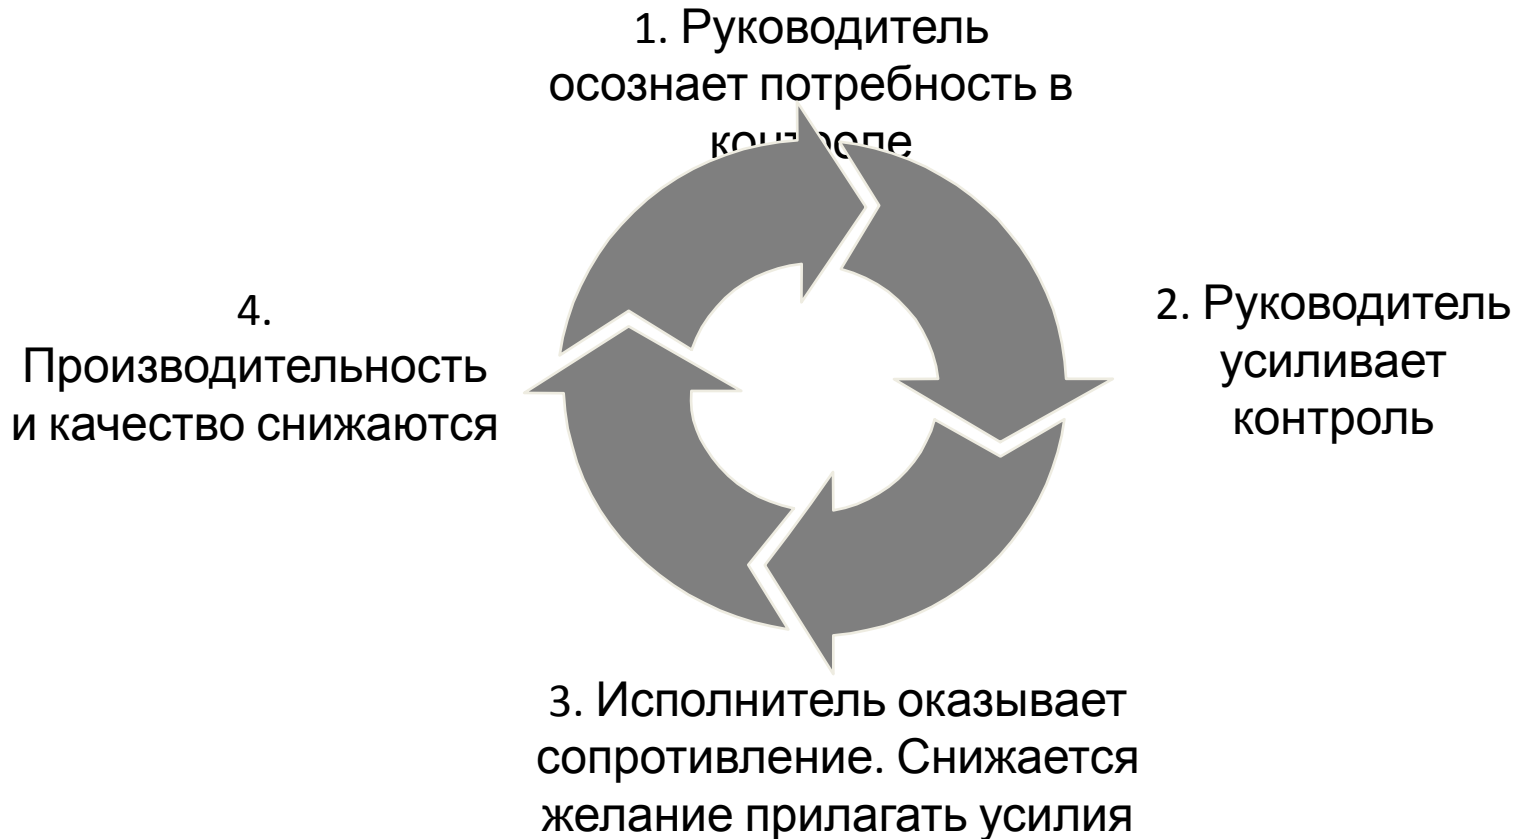 1. Руководитель
осознает потребность в
контроле
2. Руководитель
усиливает
контроль
3. Исполнитель оказывает
сопротивление. Снижается
желание прилагать усилия
4.
Производительность
и качество снижаются